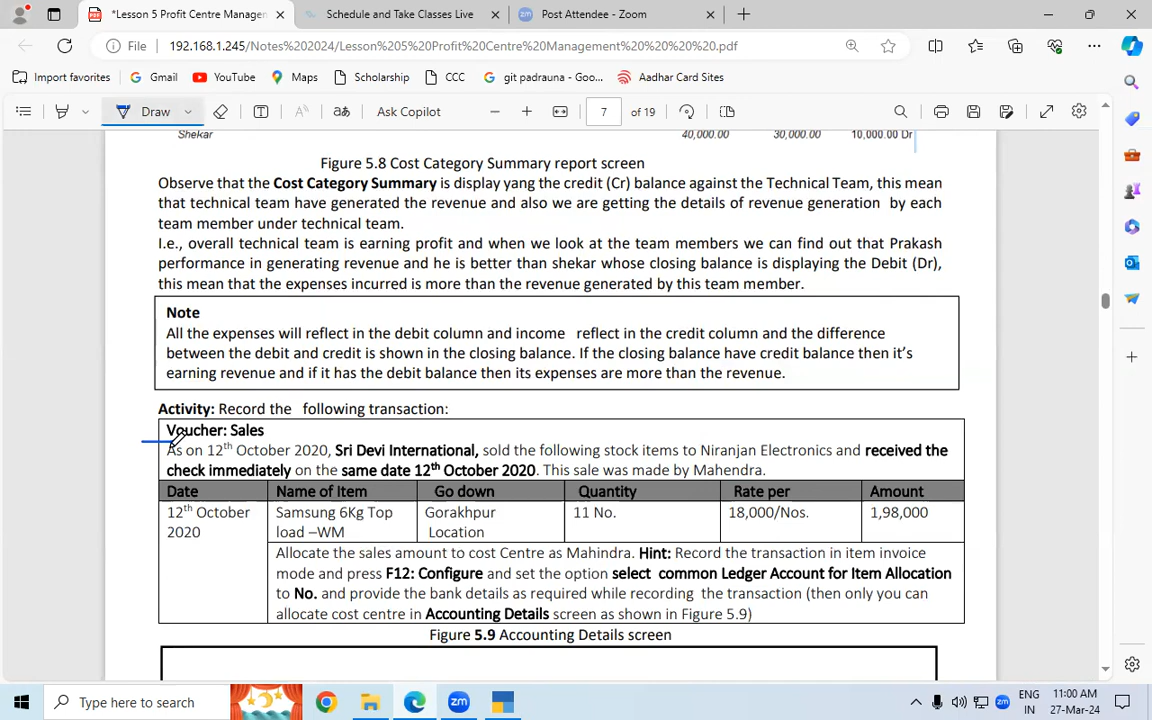 *Lesson 5 Profit Centre Managem
Schedule and Take Classes Live
Post Attendee - Zoom
File
192.168.1.245/Notes%202024/Lesson%205%20Profit%20Centre%20Management%20%20%20%20.pdf
Import favorites
Gmail
YouTube
Maps
Scholarship
CCC
git padrauna - Goo...
Aadhar Card Sites
Draw
Ask Copilot
7 of 19
Shekar 40,000.00 30,000.00 10,000.00 Dr
Figure 5.8 Cost Category Summary report screen
Observe that the Cost Category Summary is display yang the credit (Cr) balance against the Technical Team, this mean
that technical team have generated the revenue and also we are getting the details of revenue generation by each
team member under technical team.
I.e., overall technical team is earning profit and when we look at the team members we can find out that Prakash
performance in generating revenue and he is better than shekar whose closing balance is displaying the Debit (Dr),
this mean that the expenses incurred is more than the revenue generated by this team member.
Note
All the expenses will reflect in the debit column and income reflect in the credit column and the difference
between the debit and credit is shown in the closing balance. If the closing balance have credit balance then it's
earning revenue and if it has the debit balance then its expenses are more than the revenue.
Activity: Record the following transaction:
Voucher: Sales
As on 12th October 2020, Sri Devi International, sold the following stock items to Niranjan Electronics and received the
check immediately on the same date 12th October 2020. This sale was made by Mahendra.
Date Name of Item Go down Quantity Rate per Amount
12th October Samsung 6Kg Top Gorakhpur 11 No. 18,000/Nos. 1,98,000
2020 load –WM Location
Allocate the sales amount to cost Centre as Mahindra. Hint: Record the transaction in item invoice
mode and press F12: Configure and set the option select common Ledger Account for Item Allocation
to No. and provide the bank details as required while recording the transaction (then only you can
allocate cost centre in Accounting Details screen as shown in Figure 5.9)
Figure 5.9 Accounting Details screen
Type here to search
ENG
IN
11:00 AM
27-Mar-24